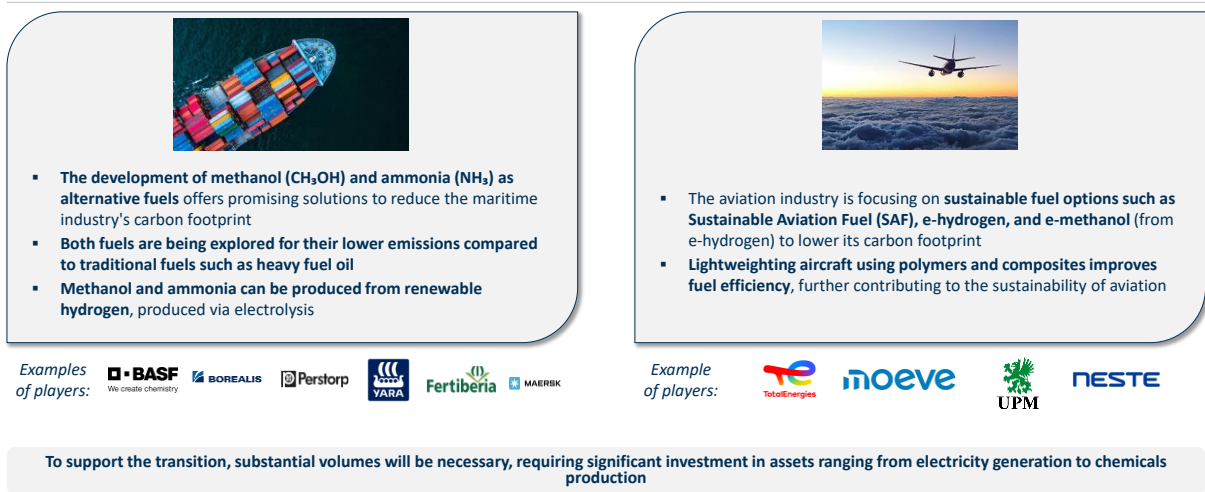 ▪ The development of methanol (CH₃OH) and ammonia (NH₃) as
alternative fuels offers promising solutions to reduce the maritime
industry's carbon footprint
▪ Both fuels are being explored for their lower emissions compared
to traditional fuels such as heavy fuel oil
▪ Methanol and ammonia can be produced from renewable
hydrogen, produced via electrolysis
Examples
of players:
BASF
We create chemistry
BOREALIS
Perstorp
YARA
Fertiberia
MAERSK
▪ The aviation industry is focusing on sustainable fuel options such as
Sustainable Aviation Fuel (SAF), e-hydrogen, and e-methanol (from
e-hydrogen) to lower its carbon footprint
▪ Lightweighting aircraft using polymers and composites improves
fuel efficiency, further contributing to the sustainability of aviation
Example
of players:
TotalEnergies
moeve
UPM
NESTE
To support the transition, substantial volumes will be necessary, requiring significant investment in assets ranging from electricity generation to chemicals
production